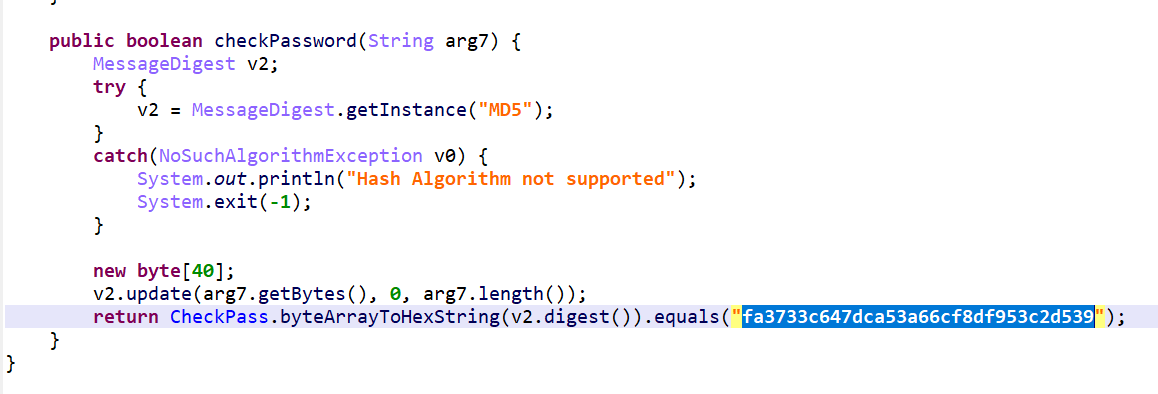 }
public boolean checkPassword(String arg7) {
MessageDigest v2;
try {
v2 = MessageDigest.getInstance("MD5");
}
catch(NoSuchAlgorithmException v0) {
System.out.println("Hash Algorithm not supported");
System.exit(-1);
}
new byte[40];
v2.update(arg7.getBytes(), 0, arg7.length());
return CheckPass.byteArrayToHexString(v2.digest()).equals("fa3733c647dca53a66cf8df953c2d539");
}
}